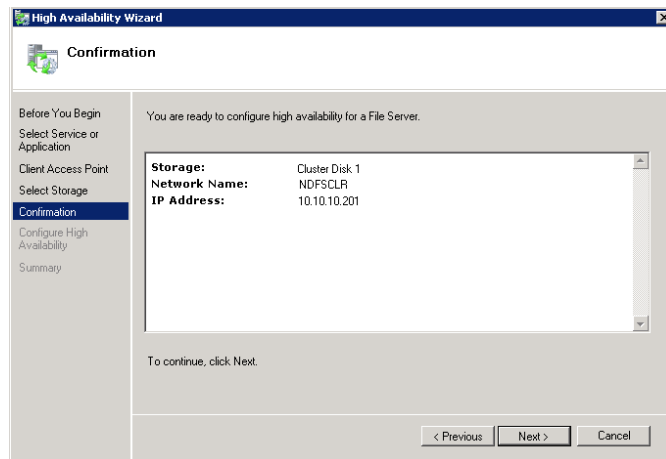 High Availability Wizard
Confirmation
Before You Begin
Select Service or
Application
Client Access Point
Select Storage
Confirmation
Configure High
Availability
Summary
You are ready to configure high availability for a File Server.
Storage: Cluster Disk 1
Network Name: NDFSCLR
IP Address: 10.10.10.201
To continue, click Next.
< Previous Next > Cancel